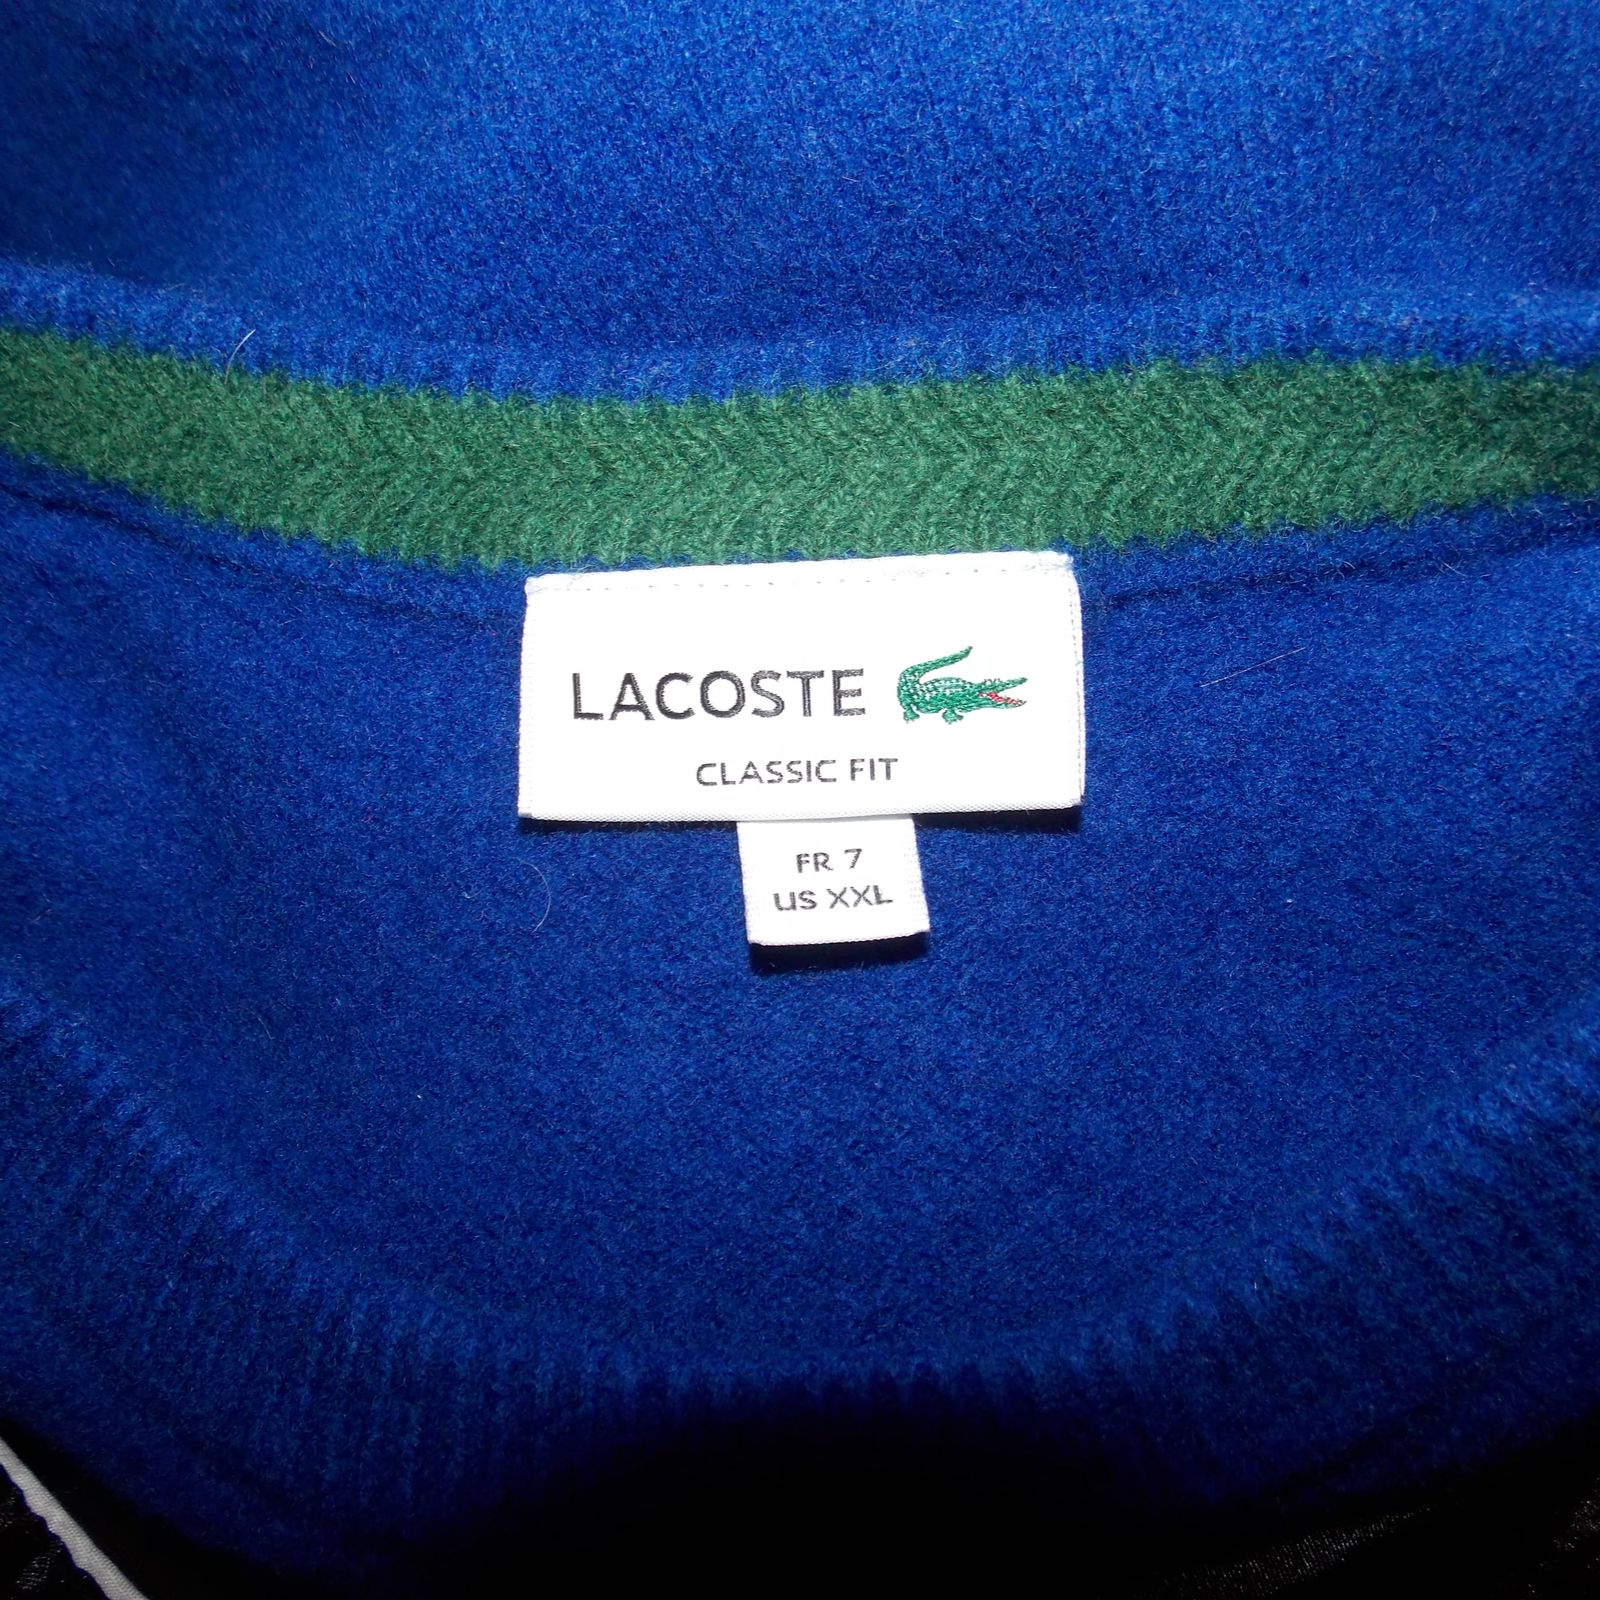 LACOSTE
CLASSIC FIT
FR 7
US XXL